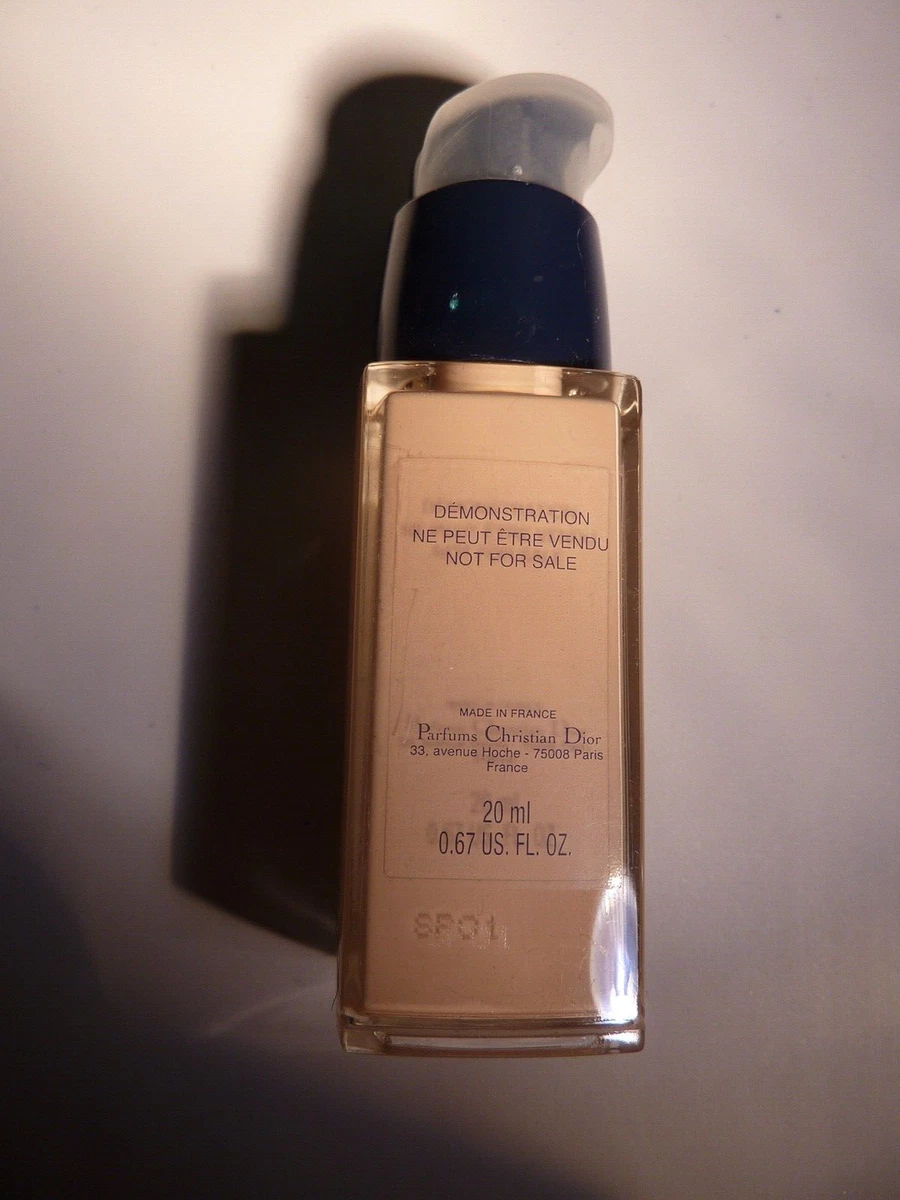 DÉMONSTRATION
NE PEUT ÊTRE VENDU
NOT FOR SALE
MADE IN FRANCE
Parfums Christian Dior
33, avenue Hoche - 75008 Paris
France
20 ml
0.67 US. FL. OZ.